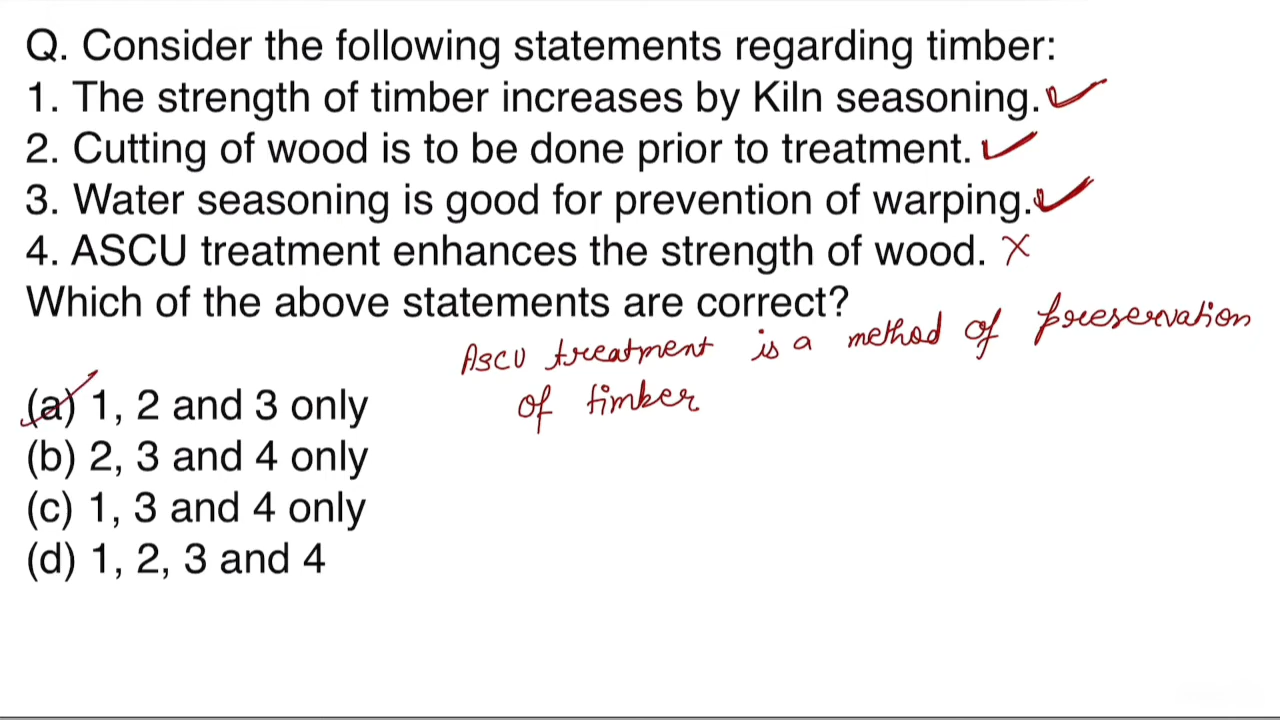 Q. Consider the following statements regarding timber:
1. The strength of timber increases by Kiln seasoning.
2. Cutting of wood is to be done prior to treatment.
3. Water seasoning is good for prevention of warping.
4. ASCU treatment enhances the strength of wood. X
Which of the above statements are correct?
ASCU treatment is a method of preservation
of timber
(a) 1, 2 and 3 only
(b) 2, 3 and 4 only
(c) 1, 3 and 4 only
(d) 1, 2, 3 and 4